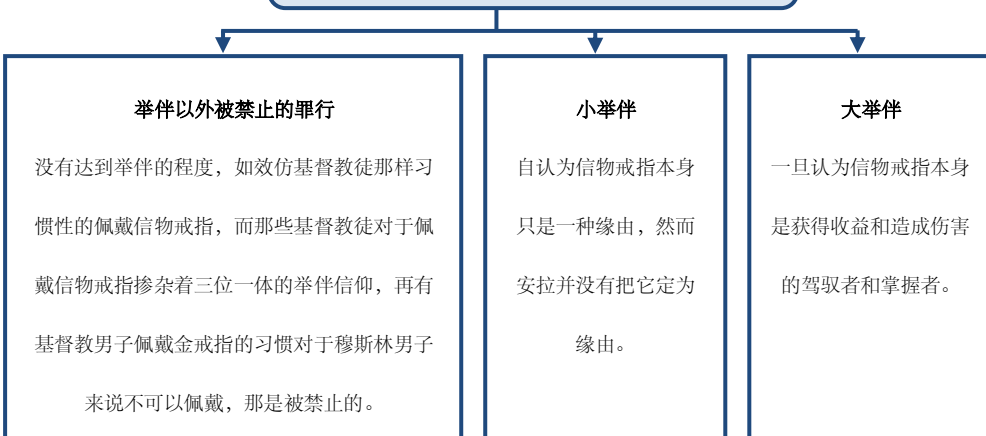 举伴以外被禁止的罪行
没有达到举伴的程度，如效仿基督教徒那样习
惯性的佩戴信物戒指，而那些基督教徒对于佩
戴信物戒指掺杂着三位一体的举伴信仰，再有
基督教男子佩戴金戒指的习惯对于穆斯林男子
来说不可以佩戴，那是被禁止的。
小举伴
自认为信物戒指本身
只是一种缘由，然而
安拉并没有把它定为
缘由。
大举伴
一旦认为信物戒指本身
是获得收益和造成伤害
的驾驭者和掌握者。